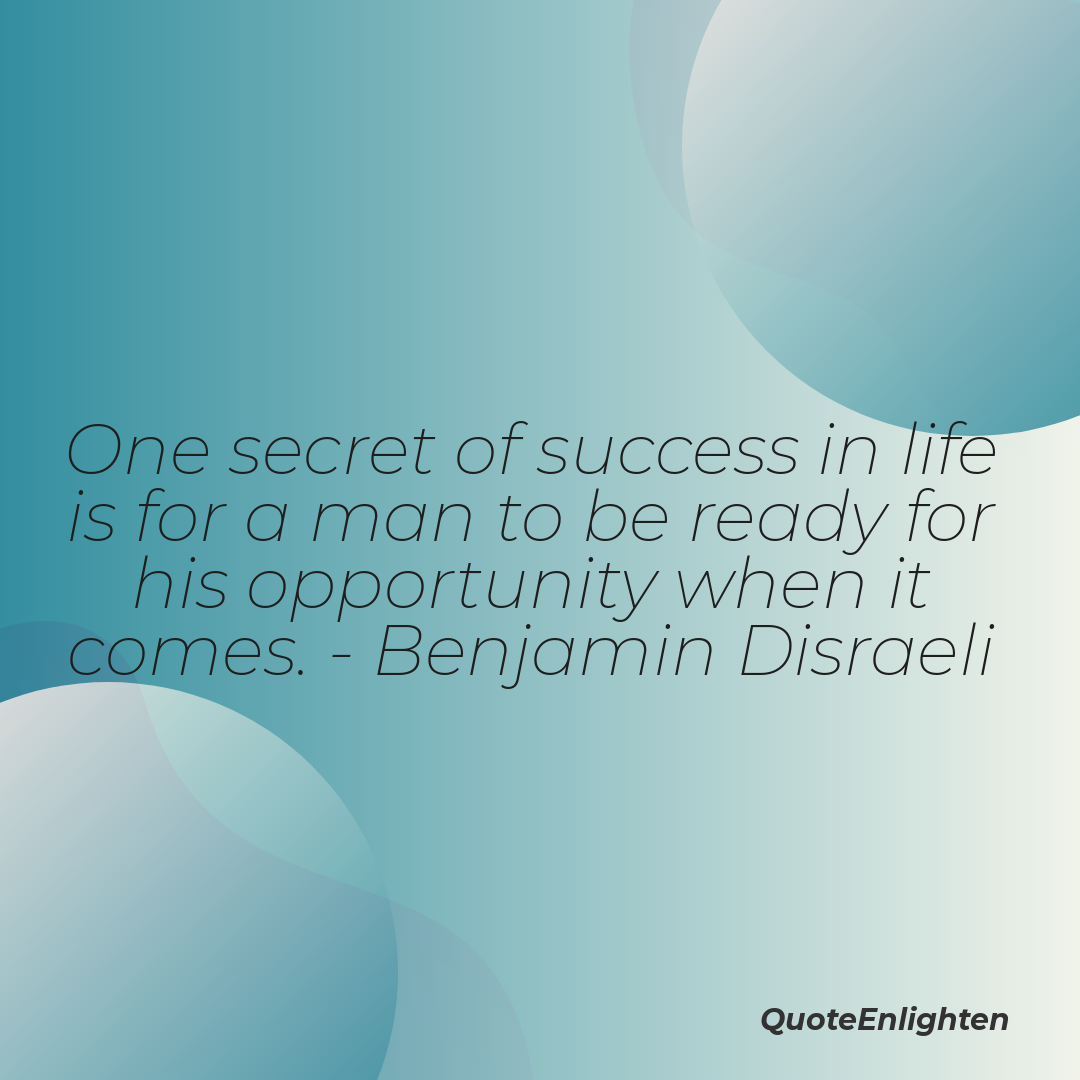 One secret of success in life
is for a man to be ready for
his opportunity when it
comes. - Benjamin Disraeli
QuoteEnlighten